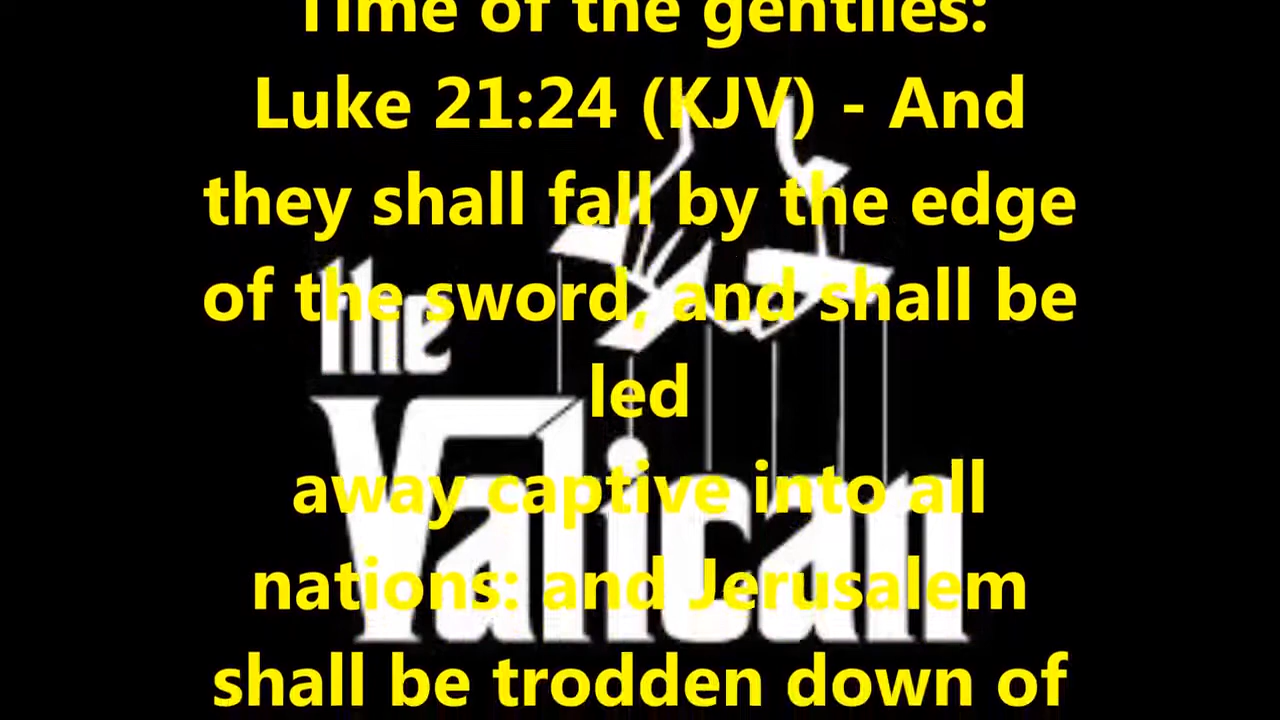 Time of the gentiles:
Luke 21:24 (KJV) - And
they shall fall by the edge
of the sword, and shall be
led
away captive into all
nations: and Jerusalem
shall be trodden down of
the
Vatican